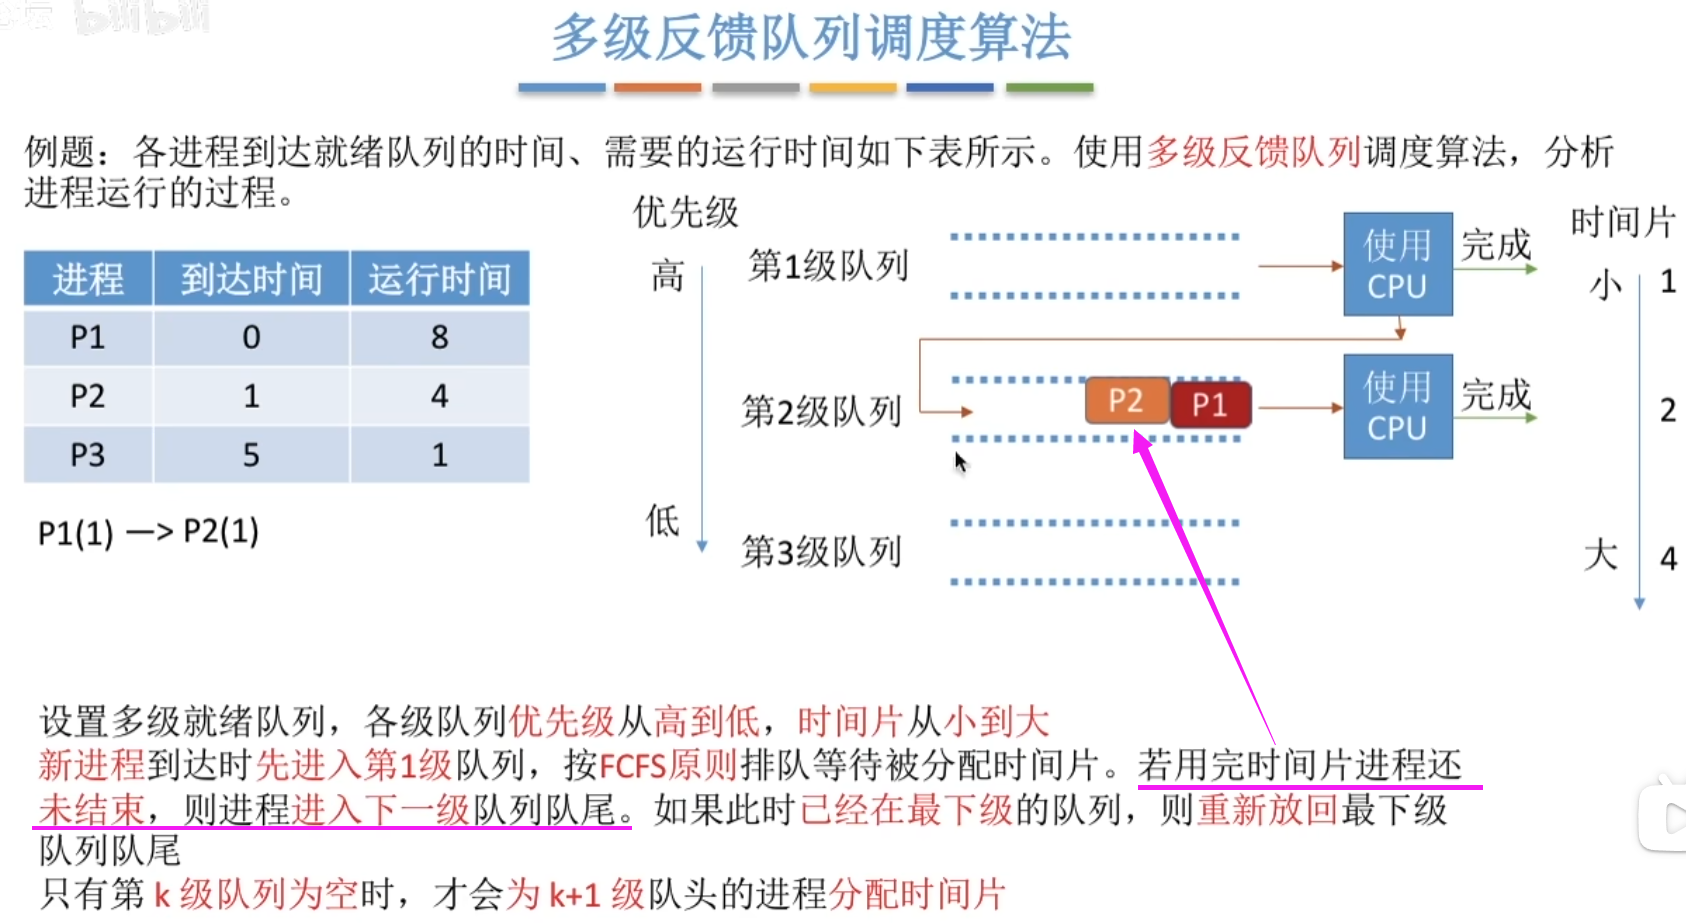 bilibili
多级反馈队列调度算法
例题：各进程到达就绪队列的时间、需要的运行时间如下表所示。使用多级反馈队列调度算法，分析
进程运行的过程。
进程 到达时间 运行时间
P1 0 8
P2 1 4
P3 5 1
P1(1) —> P2(1)
优先级
高
低
第1级队列
使用
CPU
完成
第2级队列
P2 P1
使用
CPU
完成
第3级队列
时间片
小 1
2
大 4
设置多级就绪队列，各级队列优先级从高到低，时间片从小到大
新进程到达时先进入第1级队列，按FCFS原则排队等待被分配时间片。若用完时间片进程还
未结束，则进程进入下一级队列队尾。如果此时已经在最下级的队列，则重新放回最下级
队列队尾
只有第 k 级队列为空时，才会为 k+1 级队头的进程分配时间片